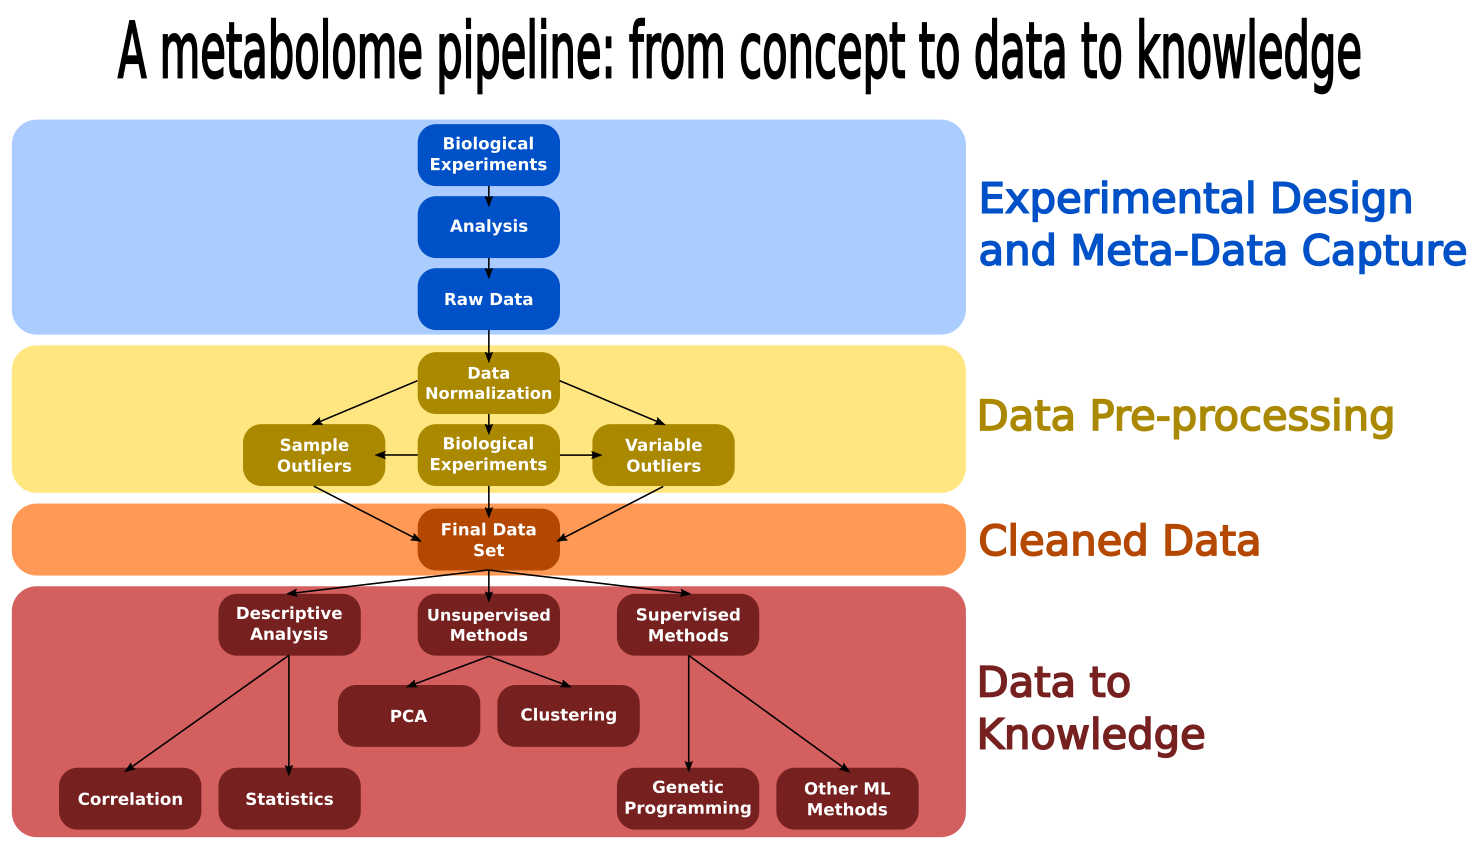 A metabolome pipeline: from concept to data to knowledge
Biological
Experiments
Analysis
Raw Data
Experimental Design
and Meta-Data Capture
Data
Normalization
Sample
Outliers
Biological
Experiments
Variable
Outliers
Data Pre-processing
Final Data
Set
Cleaned Data
Descriptive
Analysis
Unsupervised
Methods
Supervised
Methods
PCA
Clustering
Correlation
Statistics
Genetic
Programming
Other ML
Methods
Data to
Knowledge